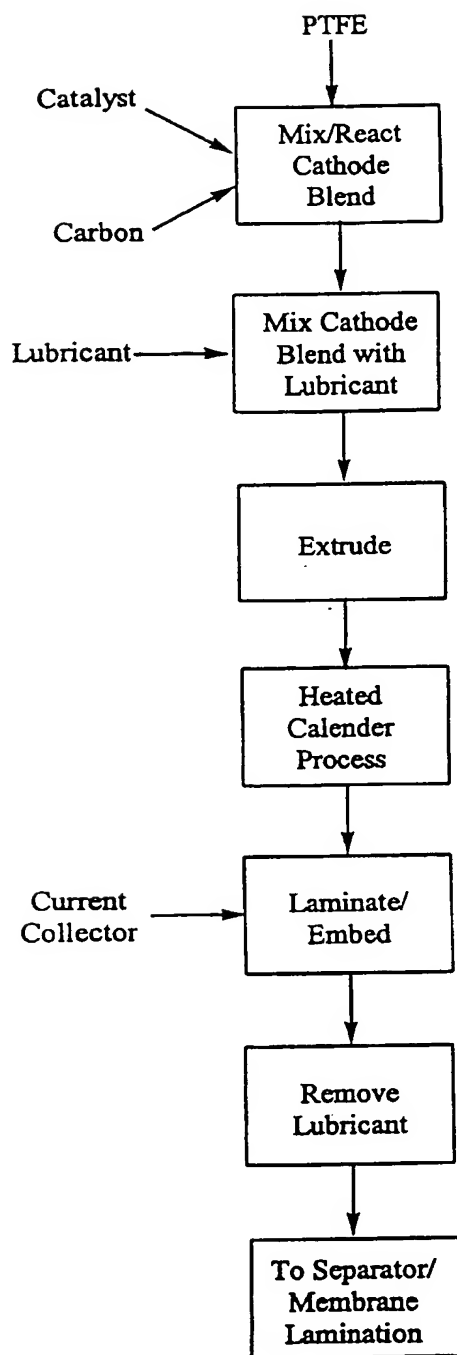 PTFE
Catalyst
Carbon
Mix/React
Cathode
Blend
Lubricant
Mix Cathode
Blend with
Lubricant
Extrude
Heated
Calender
Process
Current
Collector
Laminate/
Embed
Remove
Lubricant
To Separator/
Membrane
Lamination